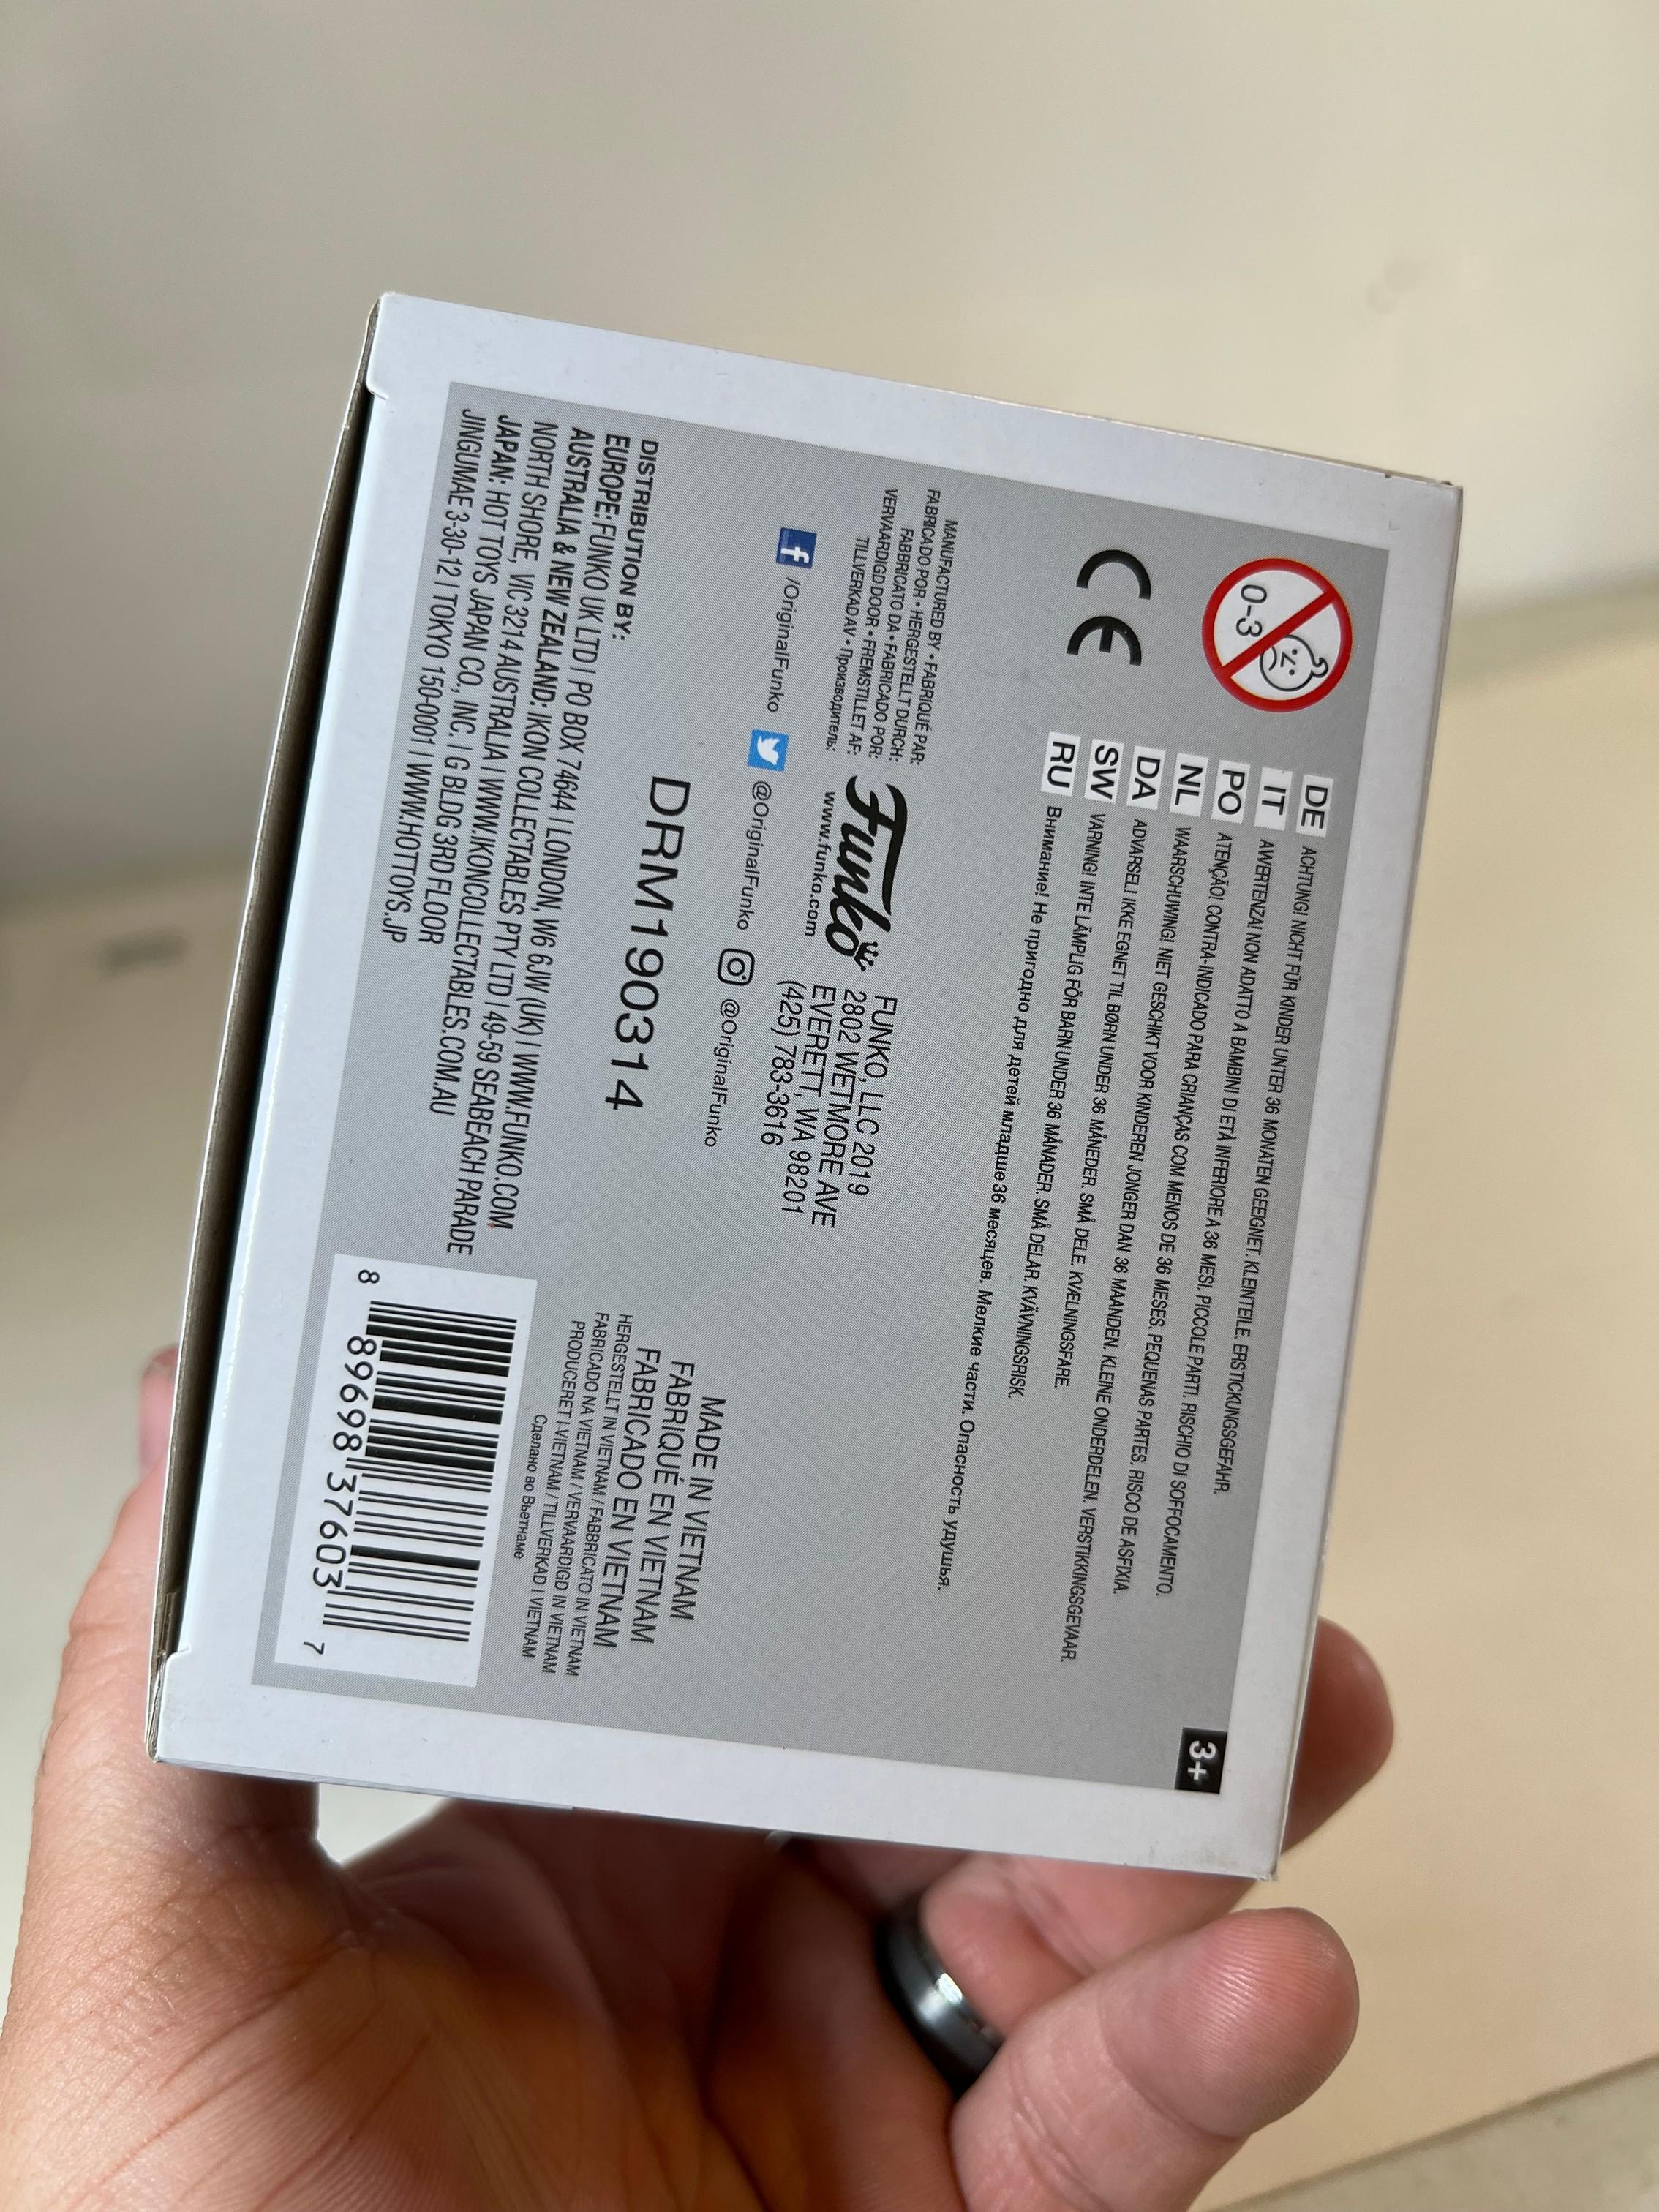 0-3
DE ACHTUNG! NICHT FÜR KINDER UNTER 36 MONATEN GEEIGNET. KLEINTEILE. ERSTICKUNGSGEFAHR.
IT AVVERTENZA! NON ADATTO A BAMBINI DI ETÀ INFERIORE A 36 MESI. PICCOLE PARTI. RISCHIO DI SOFFOCAMENTO.
PO ATENÇÃO! CONTRA-INDICADO PARA CRIANÇAS COM MENOS DE 36 MESES. PEQUENAS PARTES. RISCO DE ASFIXIA.
NL WAARSCHUWING! NIET GESCHIKT VOOR KINDEREN JONGER DAN 36 MAANDEN. KLEINE ONDERDELEN. VERSTIKKINGSGEVAAR.
DA ADVARSEL! IKKE EGNET TIL BØRN UNDER 36 MÅNEDER. SMÅ DELE. KVÆLNINGSFARE.
SW VARNING! INTE LÄMPLIG FÖR BARN UNDER 36 MÅNADER. SMÅ DELAR. KVÄVNINGSRISK.
RU Внимание! Не пригодно для детей младше 36 месяцев. Мелкие части. Опасность удушья.
3+
CE
MANUFACTURED BY • FABRIQUÉ PAR:
FABRICADO POR • HERGESTELLT DURCH:
FABBRICATO DA • FABRICADO POR:
VERVAARDIGD DOOR • FREMSTILLET AF:
TILLVERKAD AV • Производитель:
Funko
www.funko.com
FUNKO, LLC 2019
2802 WETMORE AVE
EVERETT, WA 98201
(425) 783-3616
/OriginalFunko @OriginalFunko @OriginalFunko
DRM190314
DISTRIBUTION BY:
EUROPE: FUNKO UK LTD | PO BOX 74644 | LONDON, W6 6JW (UK) | WWW.FUNKO.COM
AUSTRALIA & NEW ZEALAND: IKON COLLECTABLES PTY LTD | 49-59 SEABEACH PARADE
NORTH SHORE, VIC 3214 AUSTRALIA | WWW.IKONCOLLECTABLES.COM.AU
JAPAN: HOT TOYS JAPAN CO., INC. | G BLDG 3RD FLOOR
JINGUMAE 3-30-12 | TOKYO 150-0001 | WWW.HOTTOYS.JP
MADE IN VIETNAM
FABRIQUÉ EN VIETNAM
FABRICADO EN VIETNAM
HERGESTELLT IN VIETNAM / FABBRICATO IN VIETNAM
FABRICADO NA VIETNAM / VERVAARDIGD IN VIETNAM
PRODUCERET I-VIETNAM / TILLVERKAD I VIETNAM
Сделано во Вьетнаме
8 89698 37603 7